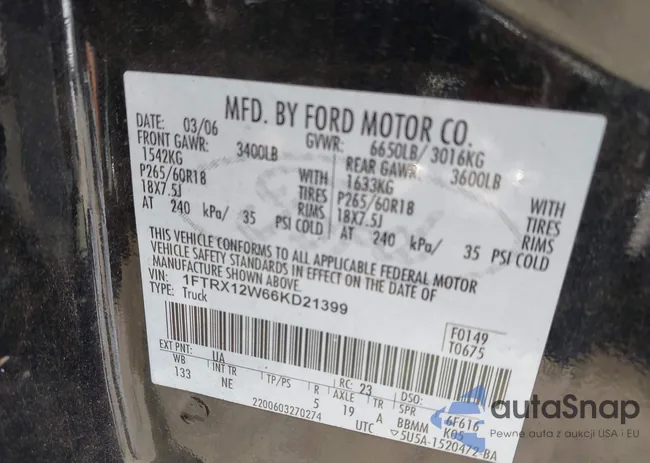 MFD. BY FORD MOTOR CO.
DATE: 03/06 GVWR: 6650LB/ 3016KG
FRONT GAWR: 3400LB REAR GAWR: 3600LB
1542KG WITH 1633KG WITH
P265/60R18 TIRES P265/60R18 TIRES
18X7.5J RIMS 18X7.5J RIMS
AT 240 kPa/ 35 PSI COLD AT 240 kPa/ 35 PSI COLD
THIS VEHICLE CONFORMS TO ALL APPLICABLE FEDERAL MOTOR
VEHICLE SAFETY STANDARDS IN EFFECT ON THE DATE OF
MANUFACTURE SHOWN ABOVE.
VIN: 1FTRX12W66KD21399
TYPE: Truck
F0149
T0675
EXT PNT: UA RC: 23 DSO:
WB INT TR TP/PS R AXLE TR SPR 6F616
133 NE 5 19 A BBMM K05
2200603270274 UTC 5U5A-1520472-BA
autoSnap
Pewne auto z aukcji USA i EU